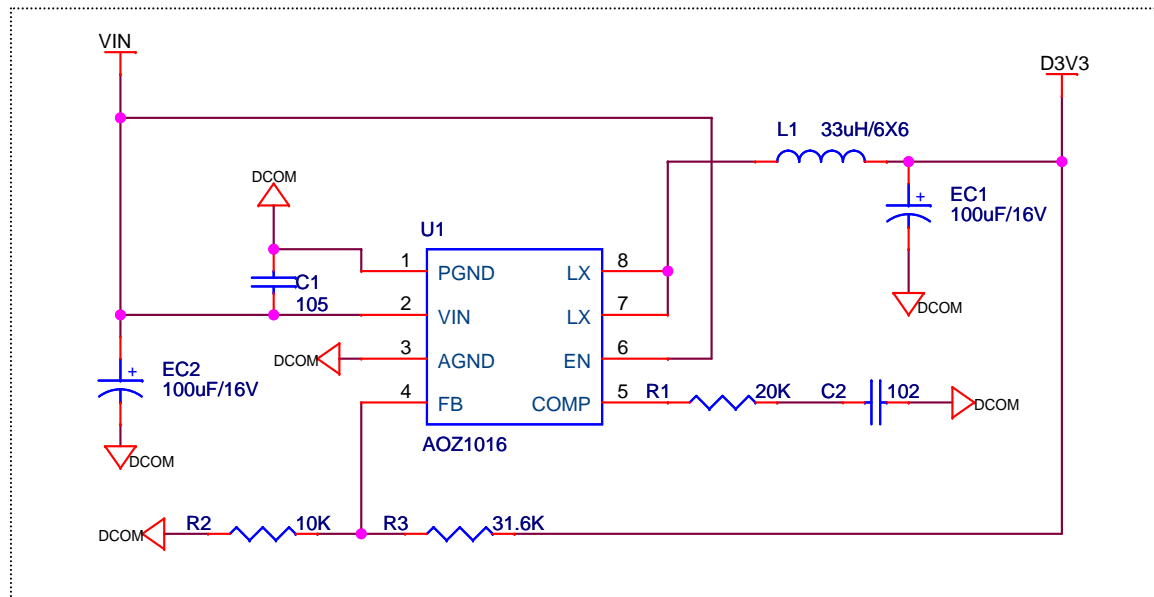 VIN
D3V3
L1 33uH/6X6
DCOM
EC1
100uF/16V
U1
1 PGND LX 8
C1
105
2 VIN LX 7
DCOM
DCOM 3 AGND EN 6
EC2
100uF/16V
4 FB COMP 5 R1 20K C2 102 DCOM
AOZ1016
DCOM
DCOM R2 10K R3 31.6K